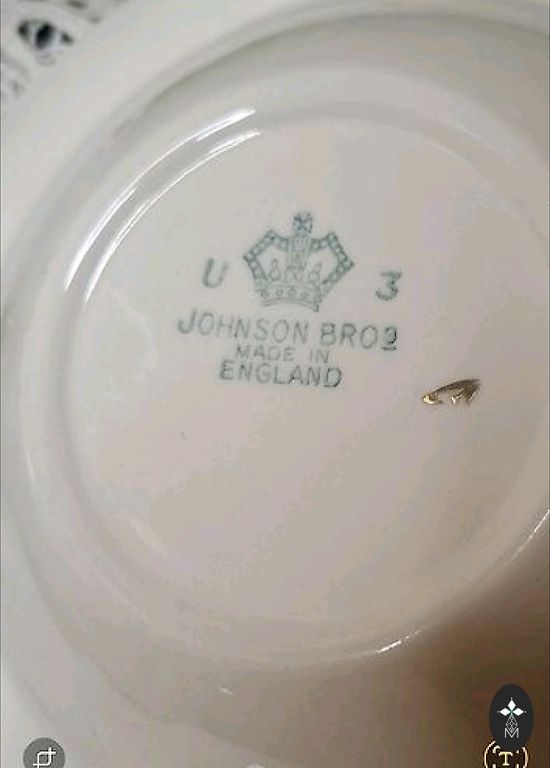 U 3
JOHNSON BROS
MADE IN
ENGLAND
M
T